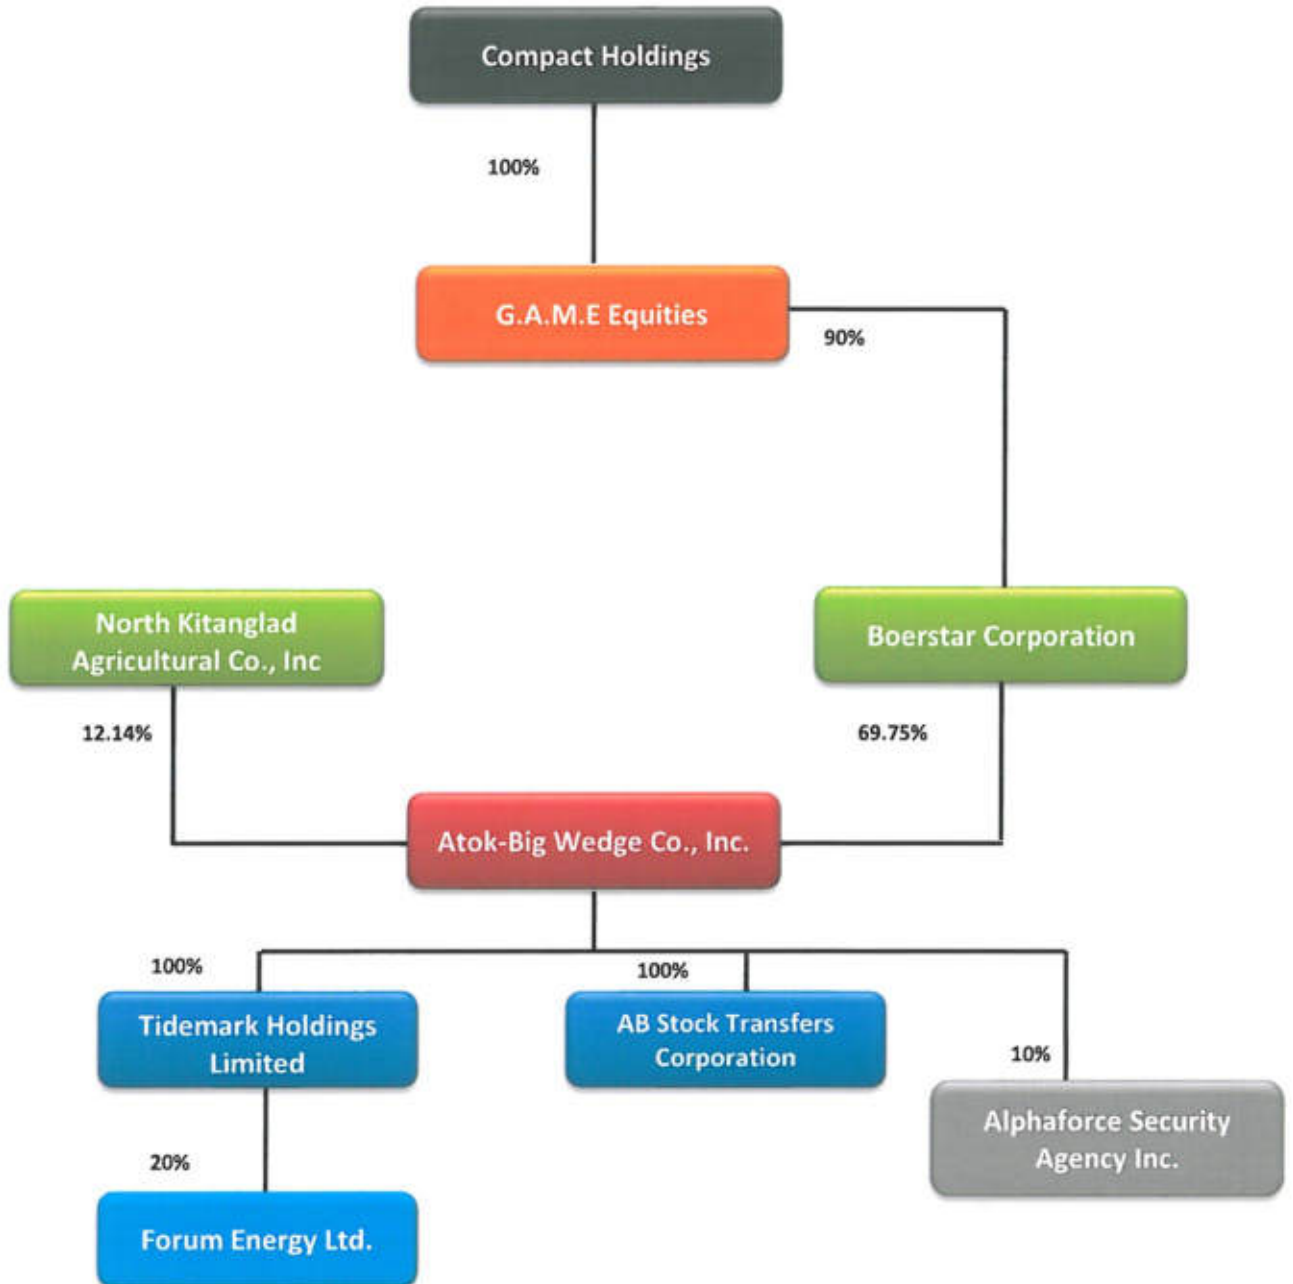 Compact Holdings
100%
G.A.M.E Equities
90%
North Kitanglad
Agricultural Co., Inc
Boerstar Corporation
12.14%
69.75%
Atok-Big Wedge Co., Inc.
100%
100%
Tidemark Holdings
Limited
AB Stock Transfers
Corporation
10%
Alphaforce Security
Agency Inc.
20%
Forum Energy Ltd.